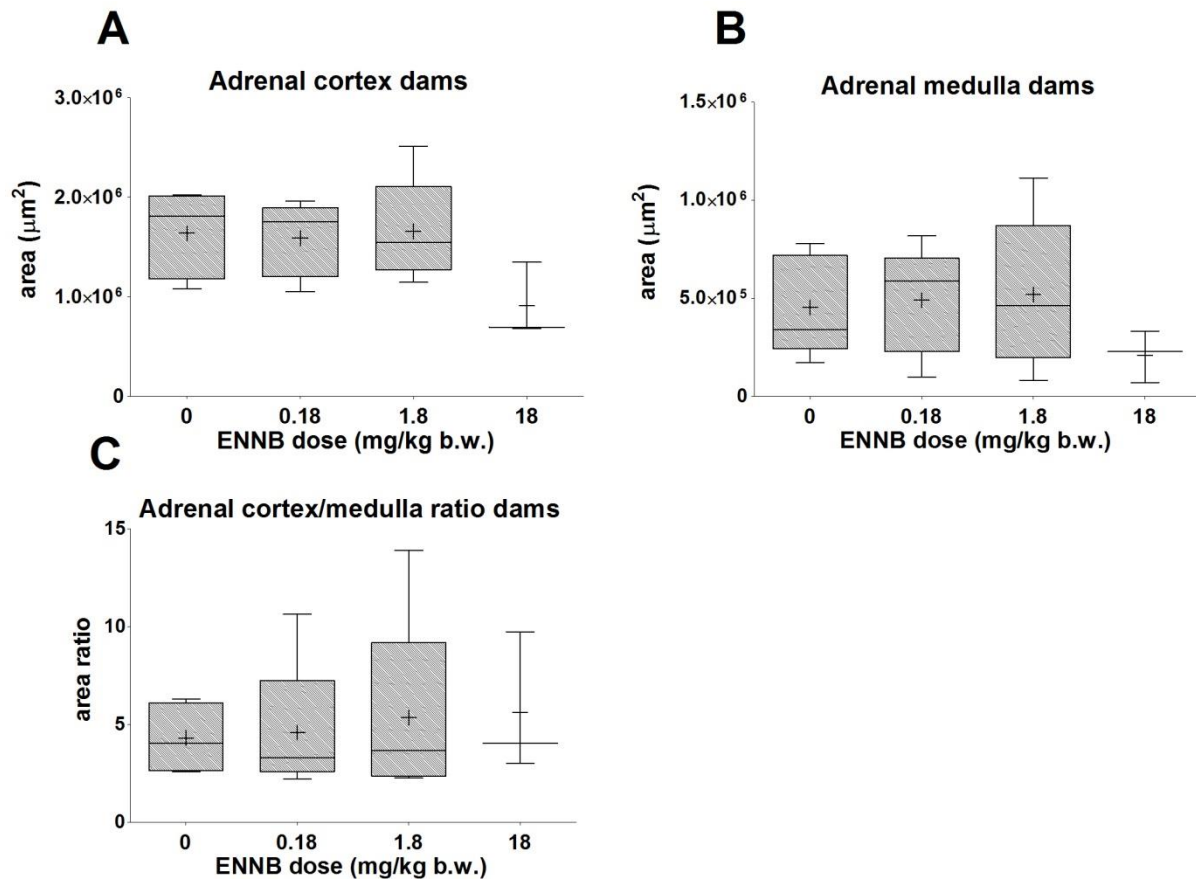 A
Adrenal cortex dams
3.0×10⁶
2.0×10⁶
1.0×10⁶
0
area (μm²)
0 0.18 1.8 18
ENNB dose (mg/kg b.w.)
B
Adrenal medulla dams
1.5×10⁶
1.0×10⁶
5.0×10⁵
0
area (μm²)
0 0.18 1.8 18
ENNB dose (mg/kg b.w.)
C
Adrenal cortex/medulla ratio dams
15
10
5
0
area ratio
0 0.18 1.8 18
ENNB dose (mg/kg b.w.)